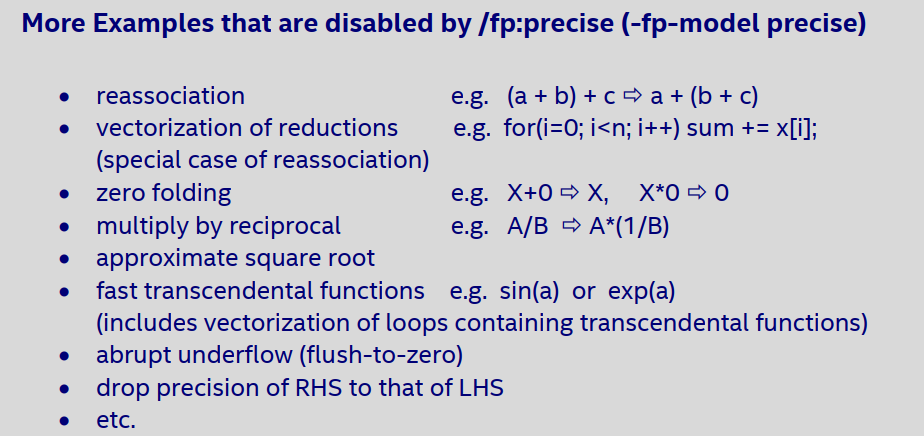 More Examples that are disabled by /fp:precise (-fp-model precise)
• reassociation e.g. (a + b) + c ⇨ a + (b + c)
• vectorization of reductions e.g. for(i=0; i<n; i++) sum += x[i];
(special case of reassociation)
• zero folding e.g. X+0 ⇨ X, X*0 ⇨ 0
• multiply by reciprocal e.g. A/B ⇨ A*(1/B)
• approximate square root
• fast transcendental functions e.g. sin(a) or exp(a)
(includes vectorization of loops containing transcendental functions)
• abrupt underflow (flush-to-zero)
• drop precision of RHS to that of LHS
• etc.